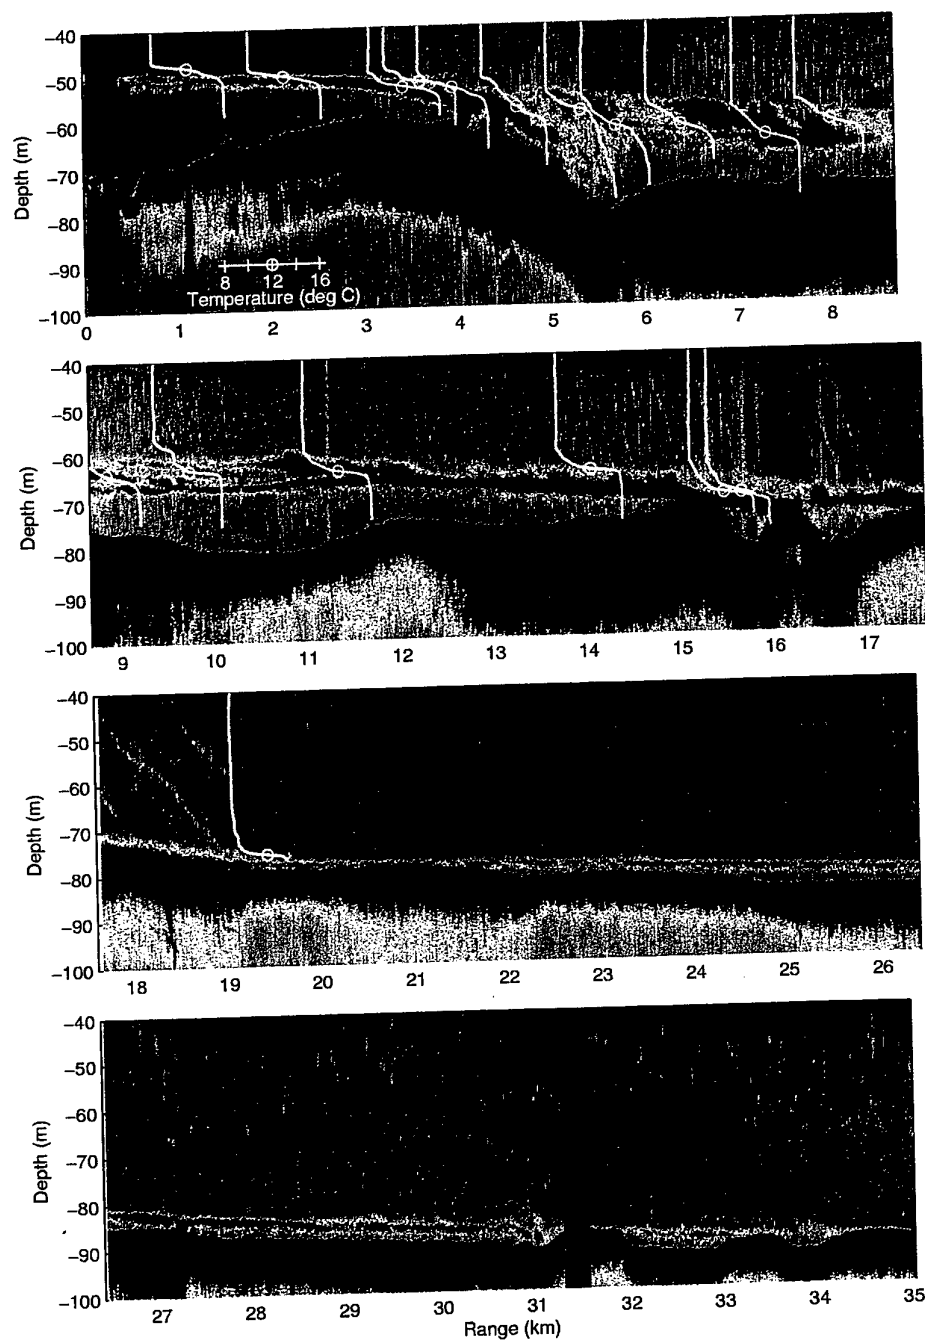 -40
-50
-60
-70
-80
-90
-100
Depth (m)
8 12 16
Temperature (deg C)
0 1 2 3 4 5 6 7 8
-40
-50
-60
-70
-80
-90
-100
Depth (m)
9 10 11 12 13 14 15 16 17
-40
-50
-60
-70
-80
-90
-100
Depth (m)
18 19 20 21 22 23 24 25 26
-40
-50
-60
-70
-80
-90
-100
Depth (m)
27 28 29 30 31 32 33 34 35
Range (km)